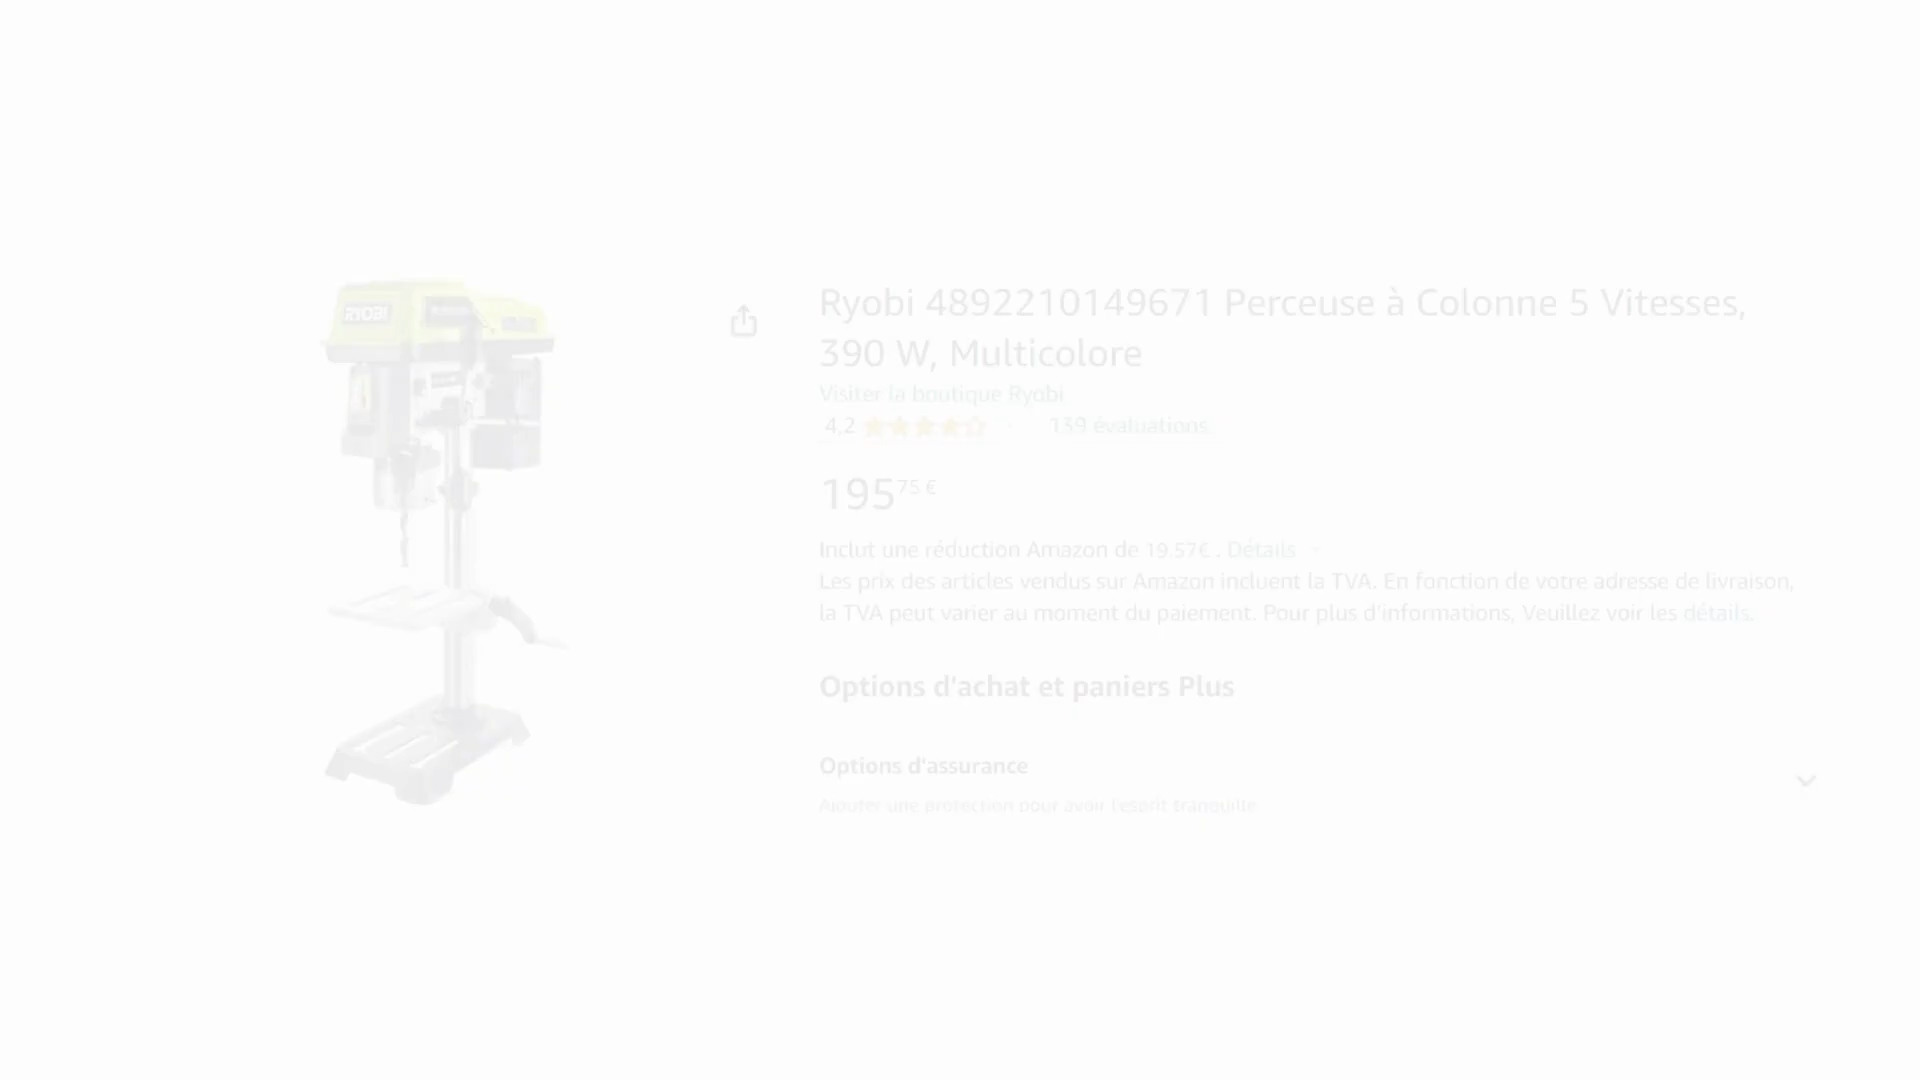 RYOBI
Ryobi 4892210149671 Perceuse à Colonne 5 Vitesses,
390 W, Multicolore
Visiter la boutique Ryobi
4,2 139 évaluations
195 75 €
Inclut une réduction Amazon de 19.57€ . Détails
Les prix des articles vendus sur Amazon incluent la TVA. En fonction de votre adresse de livraison,
la TVA peut varier au moment du paiement. Pour plus d'informations, Veuillez voir les détails.
Options d'achat et paniers Plus
Options d'assurance
Ajouter une protection pour avoir l'esprit tranquille